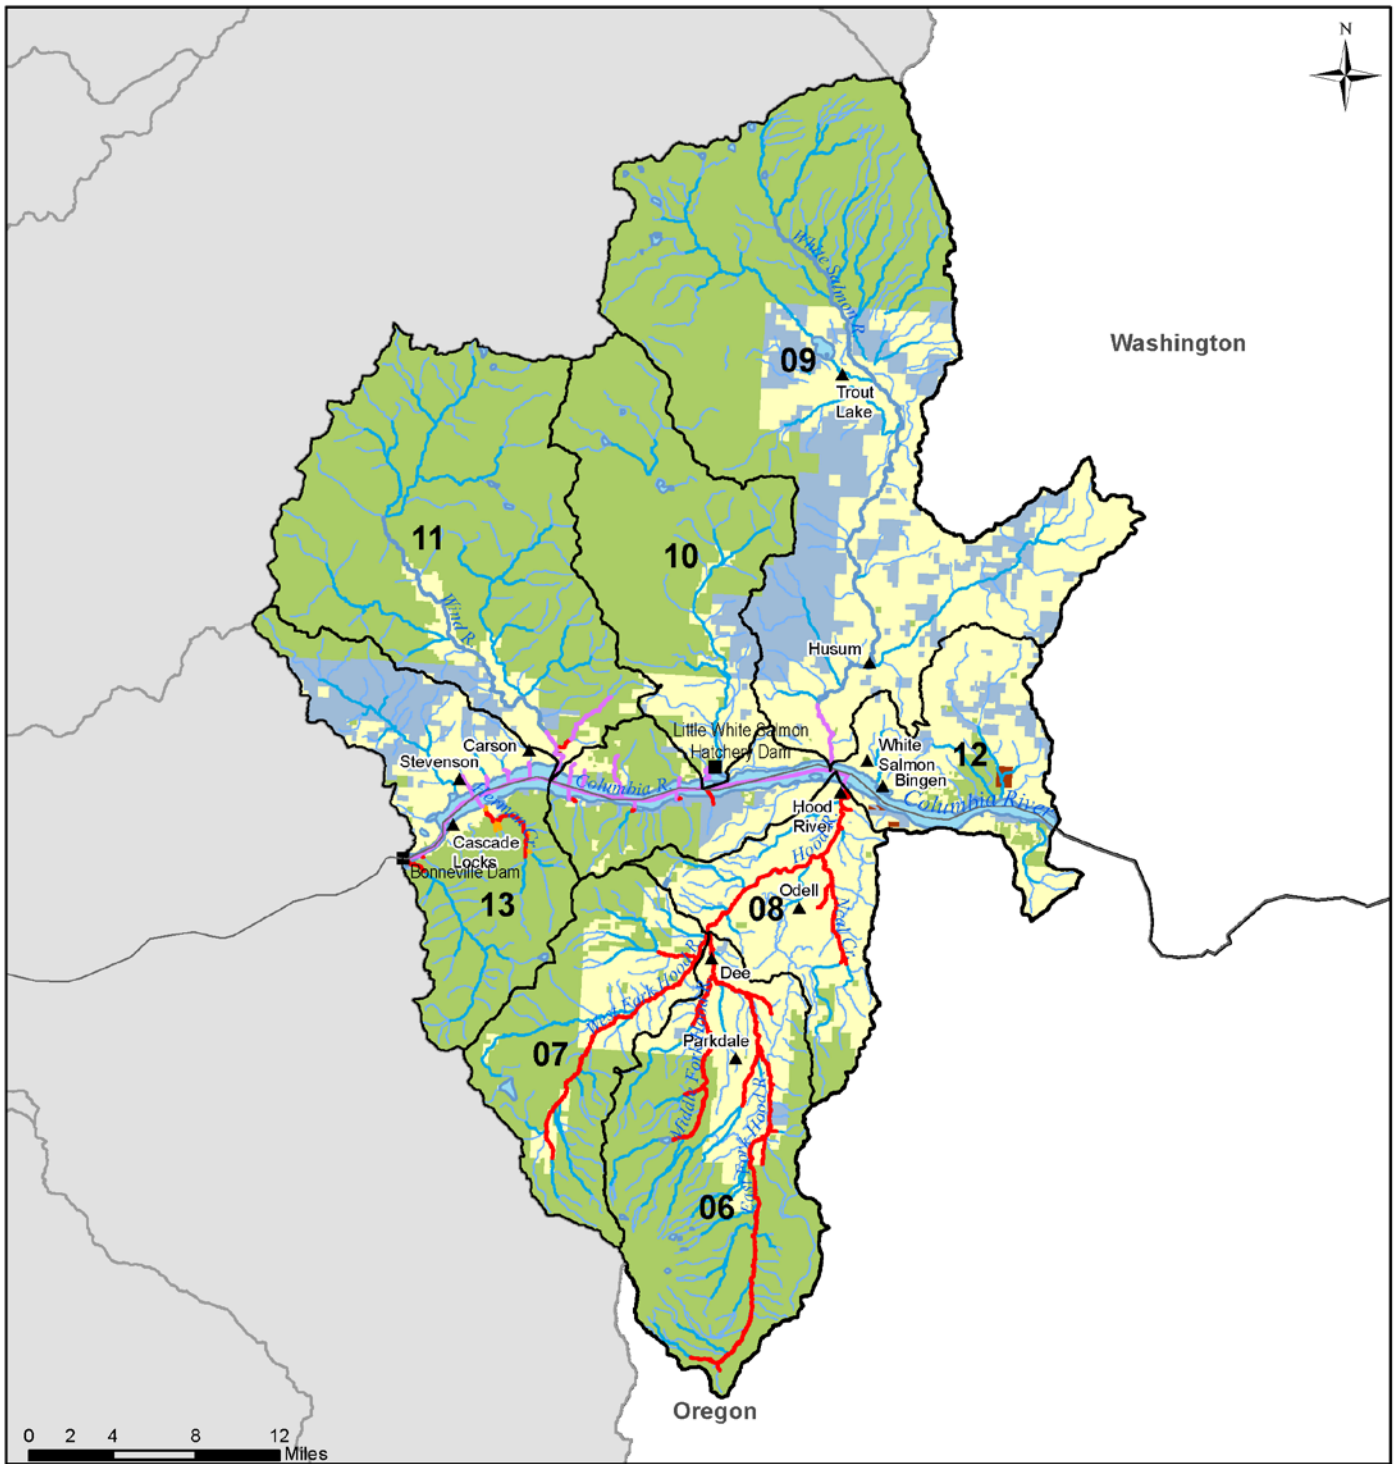 N
Washington
White Salmon R.
09
Trout
Lake
11
10
Wind R.
Husum
Little White Salmon
Hatchery Dam
Carson
Stevenson
White
Salmon
Bingen
12
Columbia R.
Columbia River
Herman Cr.
Hood
River
Hood R.
Cascade
Locks
Bonneville Dam
13
Odell
08
Neal Cr.
Dee
West Fork Hood R.
Parkdale
07
Middle Fork Hood R.
East Fork Hood R.
06
Oregon
0 2 4 8 12
Miles